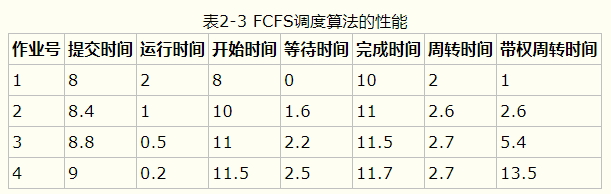 表2-3 FCFS调度算法的性能
作业号 提交时间 运行时间 开始时间 等待时间 完成时间 周转时间 带权周转时间
1 8 2 8 0 10 2 1
2 8.4 1 10 1.6 11 2.6 2.6
3 8.8 0.5 11 2.2 11.5 2.7 5.4
4 9 0.2 11.5 2.5 11.7 2.7 13.5